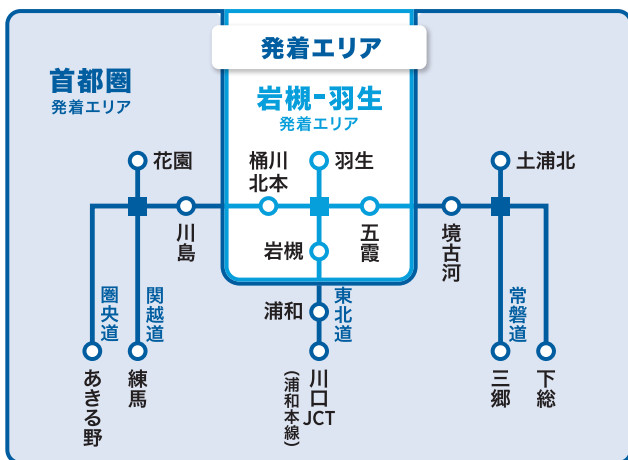 発着エリア
首都圏
発着エリア
岩槻-羽生
発着エリア
花園
桶川
北本
羽生
土浦北
川島
岩槻
五霞
境古河
圏央道
関越道
浦和
東北道
常磐道
あきる野
練馬
川口
JCT
(浦和本線)
三郷
下総